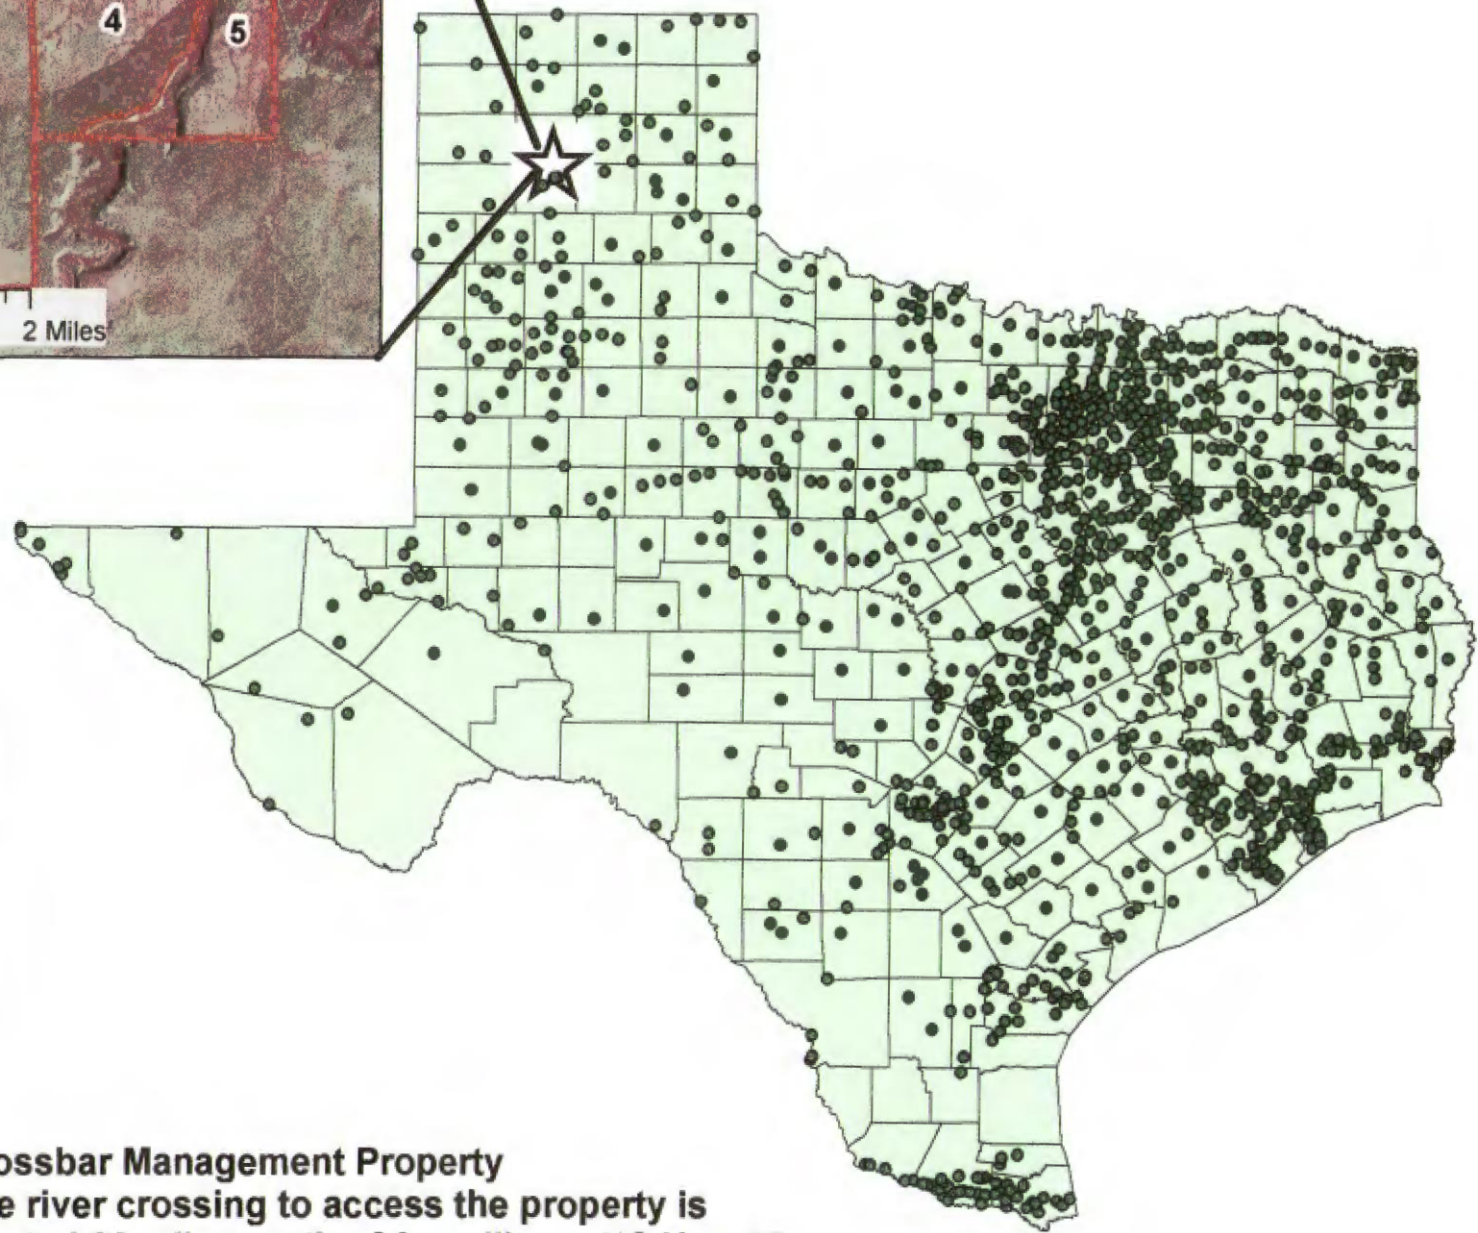 4
5
2 Miles
ossbar Management Property
e river crossing to access the property is